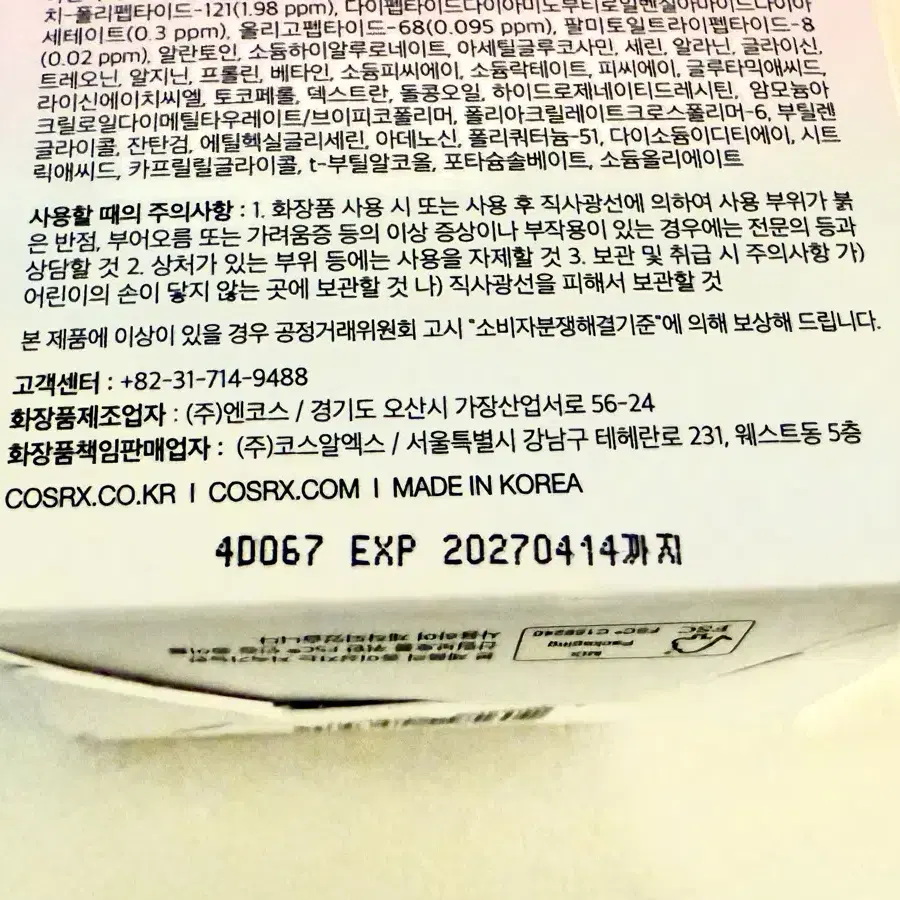 치-폴리펩타이드-121(1.98 ppm), 다이펩타이드다이아미노부티로일벤질아마이드다이아
세테이트(0.3 ppm), 올리고펩타이드-68(0.095 ppm), 팔미토일트라이펩타이드-8
(0.02 ppm), 알란토인, 소듐하이알루로네이트, 아세틸글루코사민, 세린, 알라닌, 글라이신,
트레오닌, 알지닌, 프롤린, 베타인, 소듐피씨에이, 소듐락테이트, 피씨에이, 글루타믹애씨드,
라이신에이치씨엘, 토코페롤, 덱스트란, 돌콩오일, 하이드로제네이티드레시틴, 암모늄아
크릴로일다이메틸타우레이트/브이피코폴리머, 폴리아크릴레이트크로스폴리머-6, 부틸렌
글라이콜, 잔탄검, 에틸헥실글리세린, 아데노신, 폴리쿼터늄-51, 다이소듐이디티에이, 시트
릭애씨드, 카프릴릴글라이콜, t-부틸알코올, 포타슘솔베이트, 소듐올리에이트
사용할 때의 주의사항 : 1. 화장품 사용 시 또는 사용 후 직사광선에 의하여 사용 부위가 붉
은 반점, 부어오름 또는 가려움증 등의 이상 증상이나 부작용이 있는 경우에는 전문의 등과
상담할 것 2. 상처가 있는 부위 등에는 사용을 자제할 것 3. 보관 및 취급 시 주의사항 가)
어린이의 손이 닿지 않는 곳에 보관할 것 나) 직사광선을 피해서 보관할 것
본 제품에 이상이 있을 경우 공정거래위원회 고시 "소비자분쟁해결기준"에 의해 보상해 드립니다.
고객센터 : +82-31-714-9488
화장품제조업자 : (주)엔코스 / 경기도 오산시 가장산업서로 56-24
화장품책임판매업자 : (주)코스알엑스 / 서울특별시 강남구 테헤란로 231, 웨스트동 5층
COSRX.CO.KR I COSRX.COM I MADE IN KOREA
4D067 EXP 20270414까지
FSC
MIX
Packaging
FSC® C166240